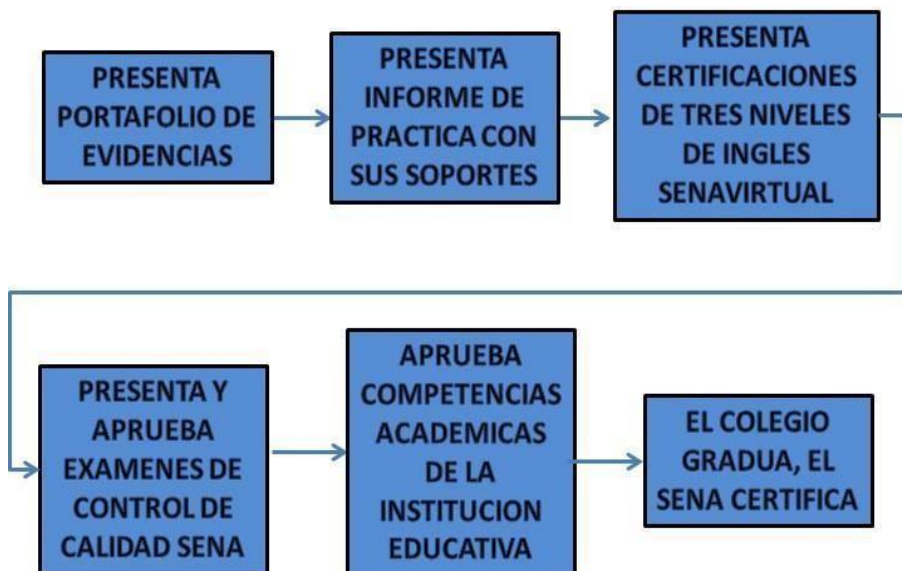 PRESENTA
PORTAFOLIO DE
EVIDENCIAS
PRESENTA
INFORME DE
PRACTICA CON
SUS SOPORTES
PRESENTA
CERTIFICACIONES
DE TRES NIVELES
DE INGLES
SENAVIRTUAL
PRESENTA Y
APRUEBA
EXAMENES DE
CONTROL DE
CALIDAD SENA
APRUEBA
COMPETENCIAS
ACADEMICAS
DE LA
INSTITUCION
EDUCATIVA
EL COLEGIO
GRADUA, EL
SENA CERTIFICA